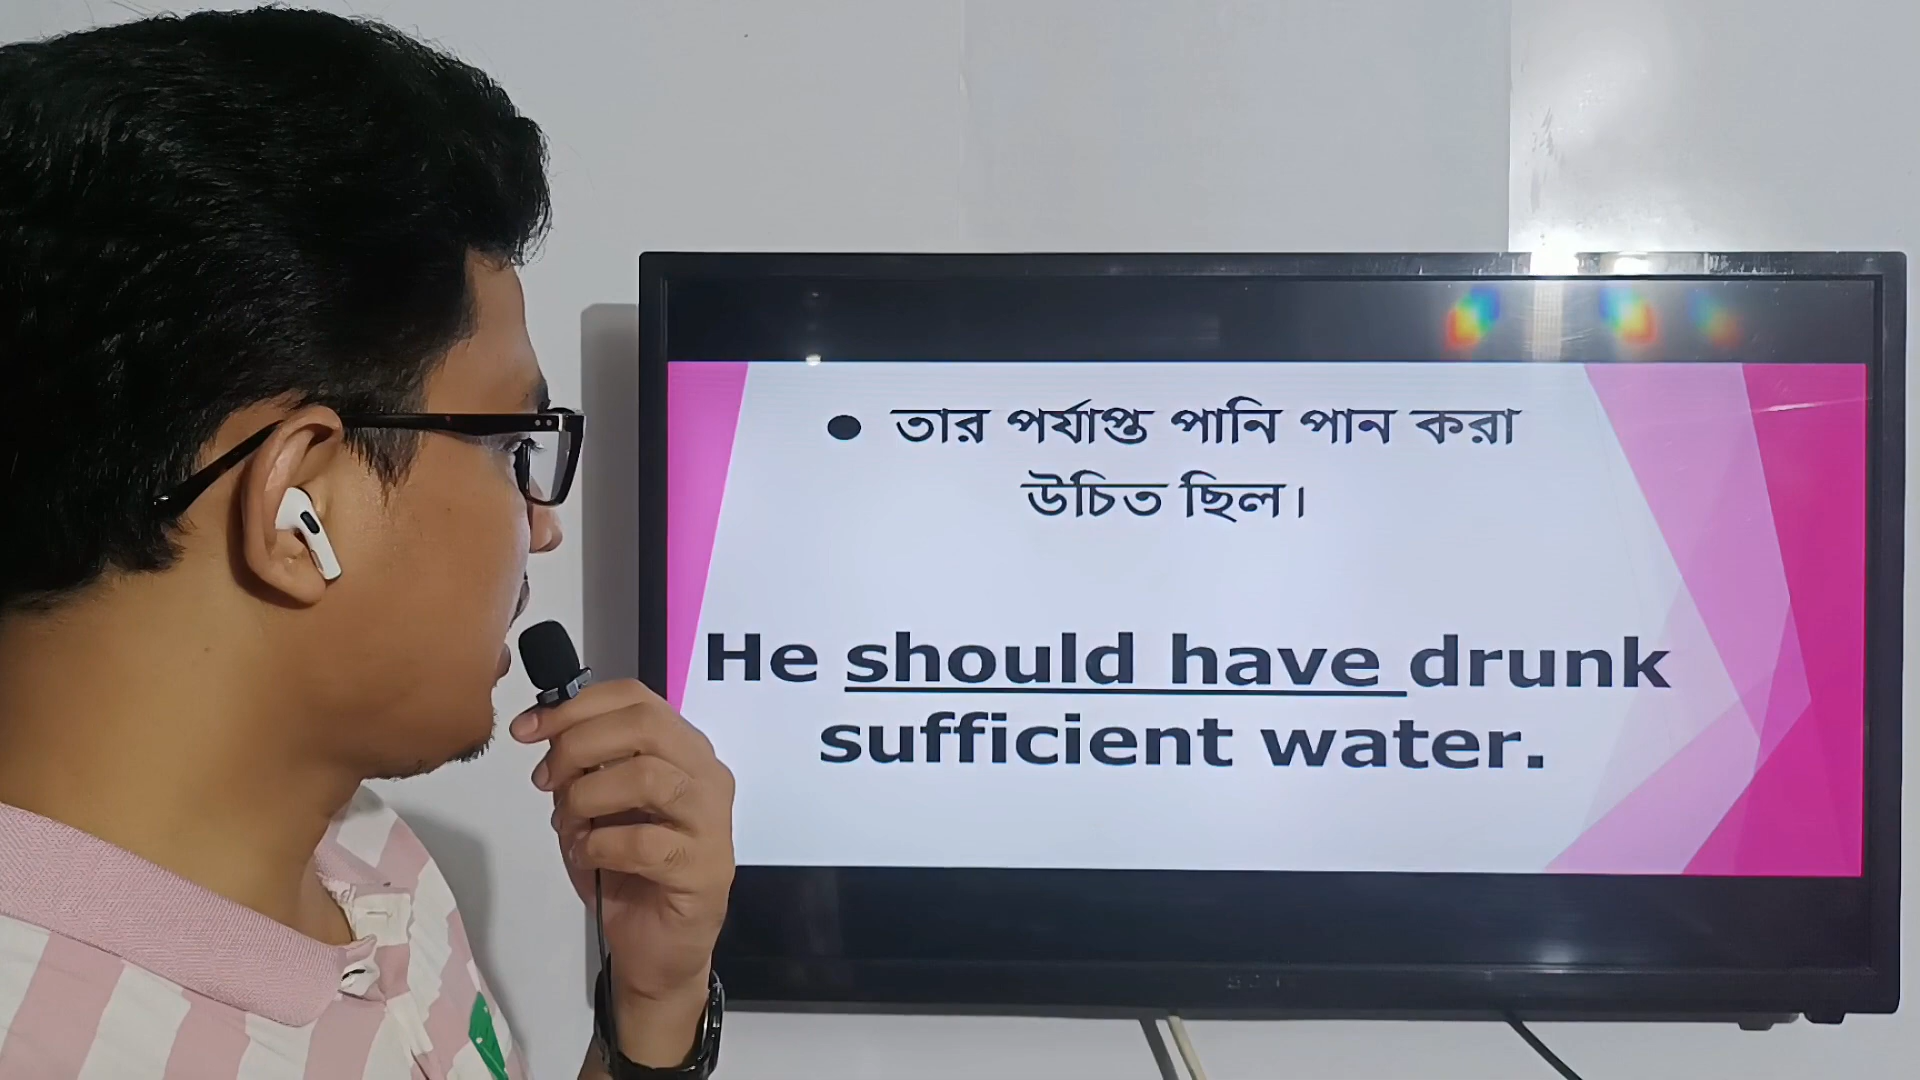 ● তার পর্যাপ্ত পানি পান করা
উচিত ছিল।
He should have drunk
sufficient water.